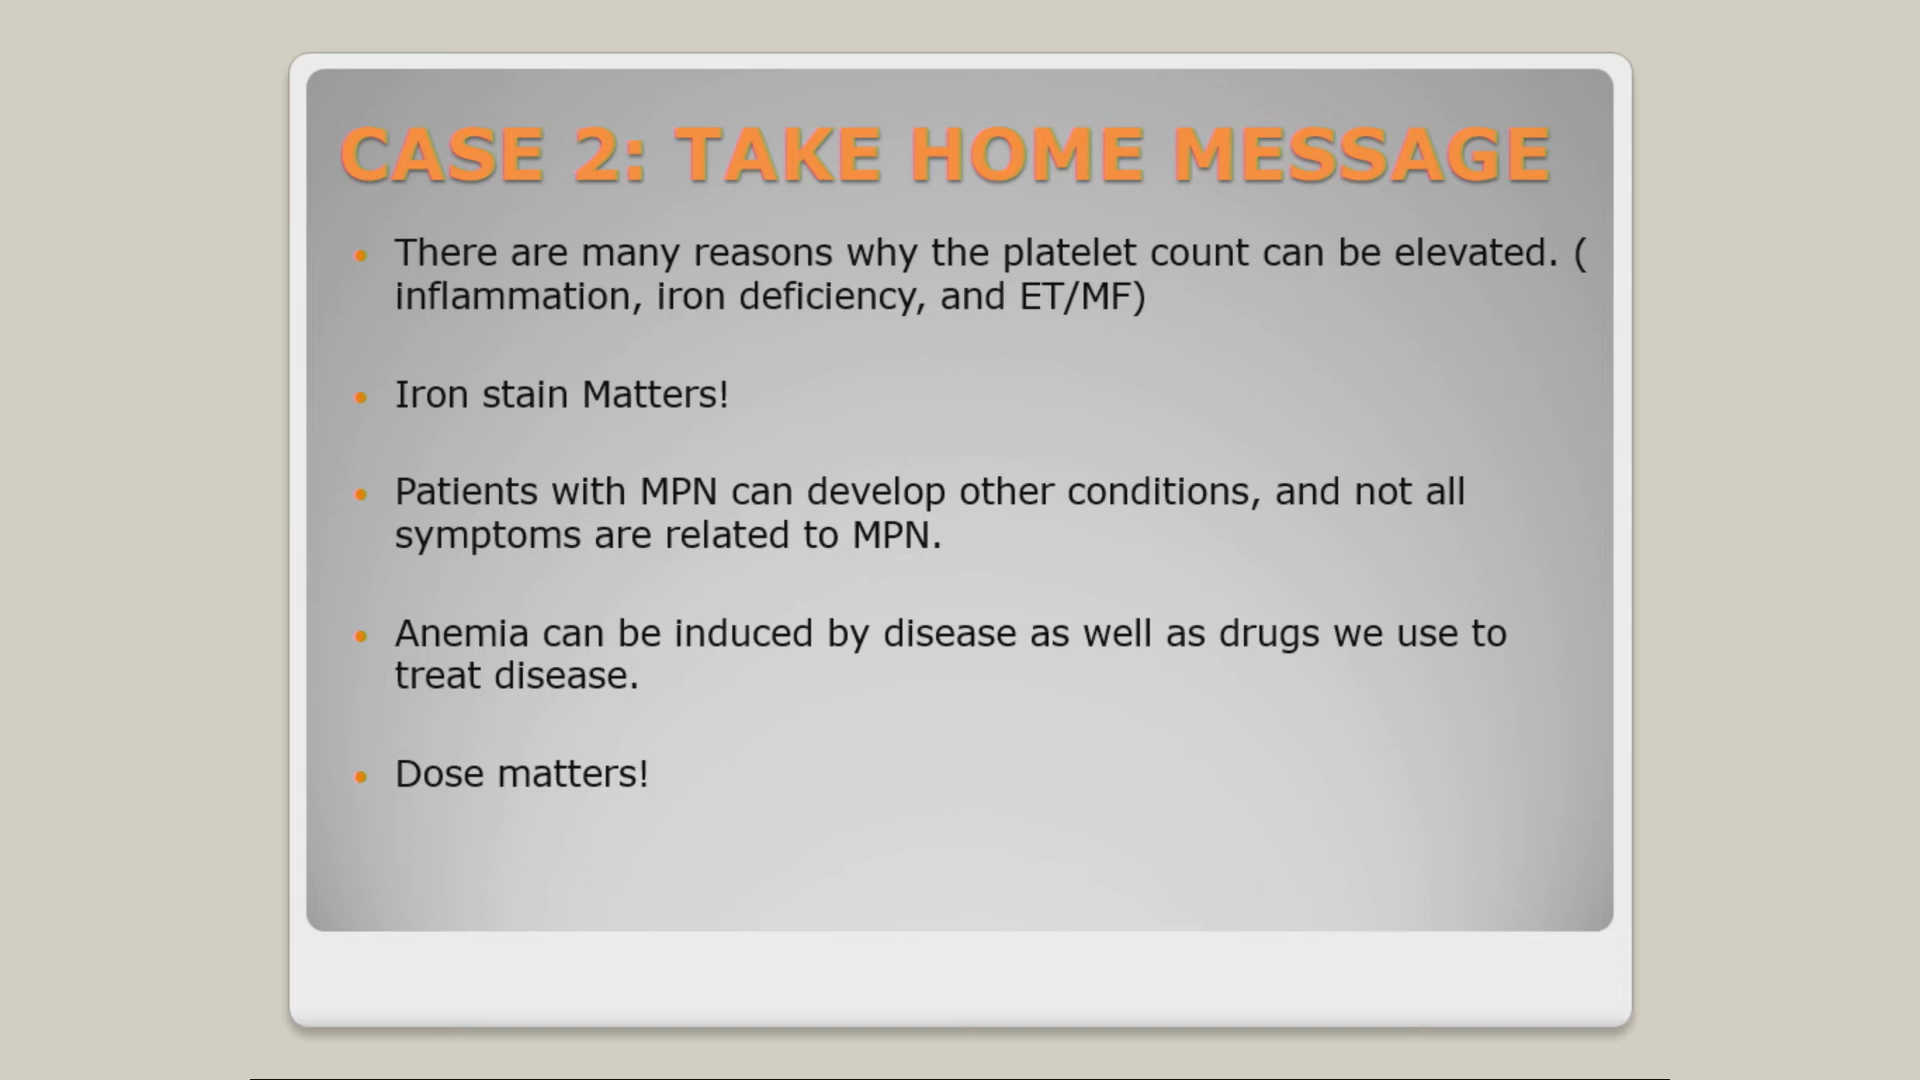 CASE 2: TAKE HOME MESSAGE
• There are many reasons why the platelet count can be elevated. (
inflammation, iron deficiency, and ET/MF)
• Iron stain Matters!
• Patients with MPN can develop other conditions, and not all
symptoms are related to MPN.
• Anemia can be induced by disease as well as drugs we use to
treat disease.
• Dose matters!